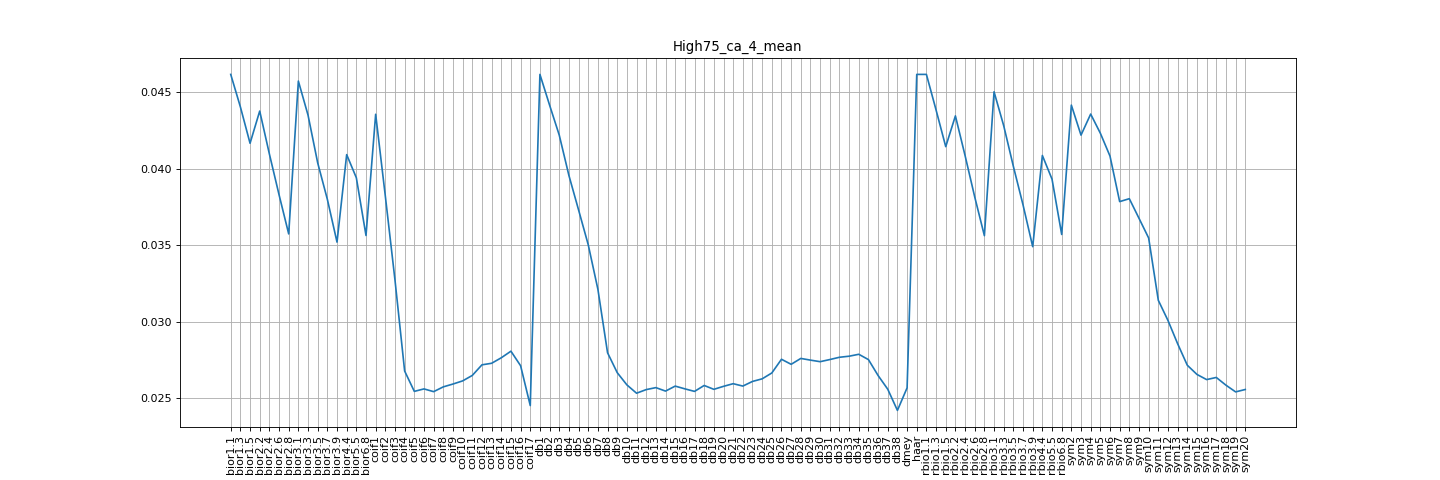 High75_ca_4_mean
0.045
0.040
0.035
0.030
0.025
bior1.1
bior1.3
bior1.5
bior2.2
bior2.4
bior2.6
bior2.8
bior3.1
bior3.3
bior3.5
bior3.7
bior3.9
bior4.4
bior5.5
bior6.8
coif1
coif2
coif3
coif4
coif5
coif6
coif7
coif8
coif9
coif10
coif11
coif12
coif13
coif14
coif15
coif16
coif17
db1
db2
db3
db4
db5
db6
db7
db8
db9
db10
db11
db12
db13
db14
db15
db16
db17
db18
db19
db20
db21
db22
db23
db24
db25
db26
db27
db28
db29
db30
db31
db32
db33
db34
db35
db36
db37
db38
dmey
haar
rbio1.1
rbio1.3
rbio1.5
rbio2.2
rbio2.4
rbio2.6
rbio2.8
rbio3.1
rbio3.3
rbio3.5
rbio3.7
rbio3.9
rbio4.4
rbio5.5
rbio6.8
sym2
sym3
sym4
sym5
sym6
sym7
sym8
sym9
sym10
sym11
sym12
sym13
sym14
sym15
sym16
sym17
sym18
sym19
sym20